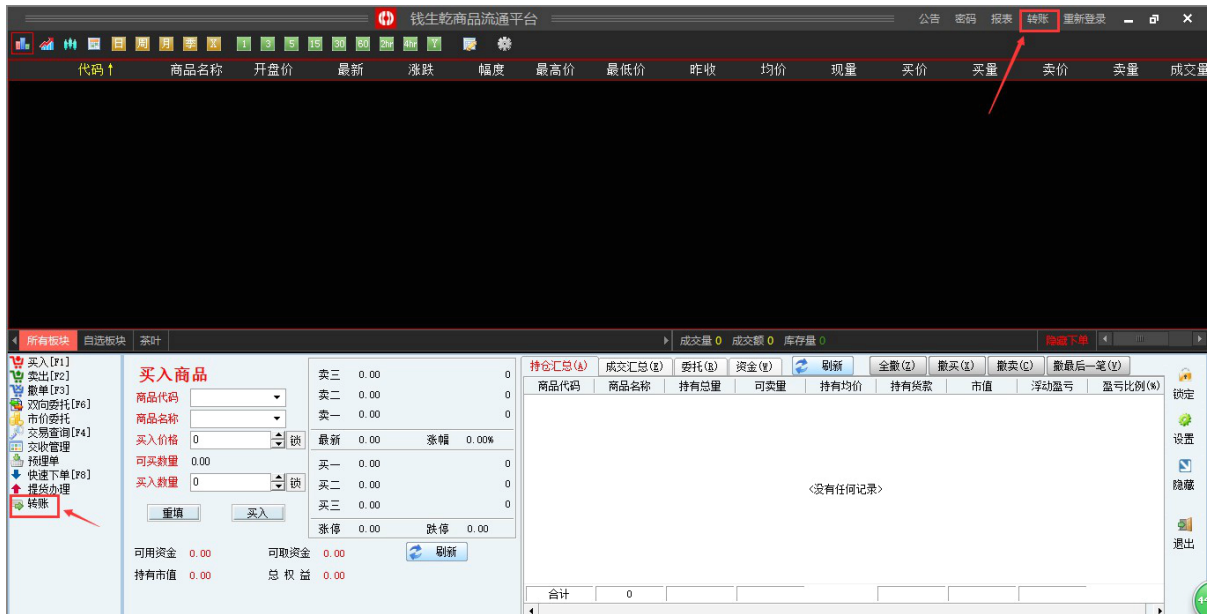 钱生乾商品流通平台 公告 密码 报表 转账 重新登录
日 周 月 季 X 1 3 5 15 30 60 2hr 4hr Y
代码↑ 商品名称 开盘价 最新 涨跌 幅度 最高价 最低价 昨收 均价 现量 买价 买量 卖价 卖量 成交量
所有板块 自选板块 茶叶 成交量 0 成交额 0 库存量 0 隐藏下单
买入[F1]
卖出[F2]
撤单[F3]
双向委托[F6]
市价委托
交易查询[F4]
交收管理
预埋单
快速下单[F8]
提货办理
转账
买入商品
商品代码
商品名称
买入价格 0 锁
可买数量 0.00
买入数量 0 锁
重填 买入
可用资金 0.00 可取资金 0.00
持有市值 0.00 总 权 益 0.00
卖三 0.00 0
卖二 0.00 0
卖一 0.00 0
最新 0.00 涨幅 0.00%
买一 0.00 0
买二 0.00 0
买三 0.00 0
涨停 0.00 跌停 0.00
刷新
持仓汇总(A) 成交汇总(B) 委托(R) 资金(W) 刷新 全撤(Z) 撤买(X) 撤卖(C) 撤最后一笔(V)
商品代码 商品名称 持有总量 可卖量 持有均价 持有货款 市值 浮动盈亏 盈亏比例(%)
<没有任何记录>
合计 0
锁定
设置
隐藏
退出
44